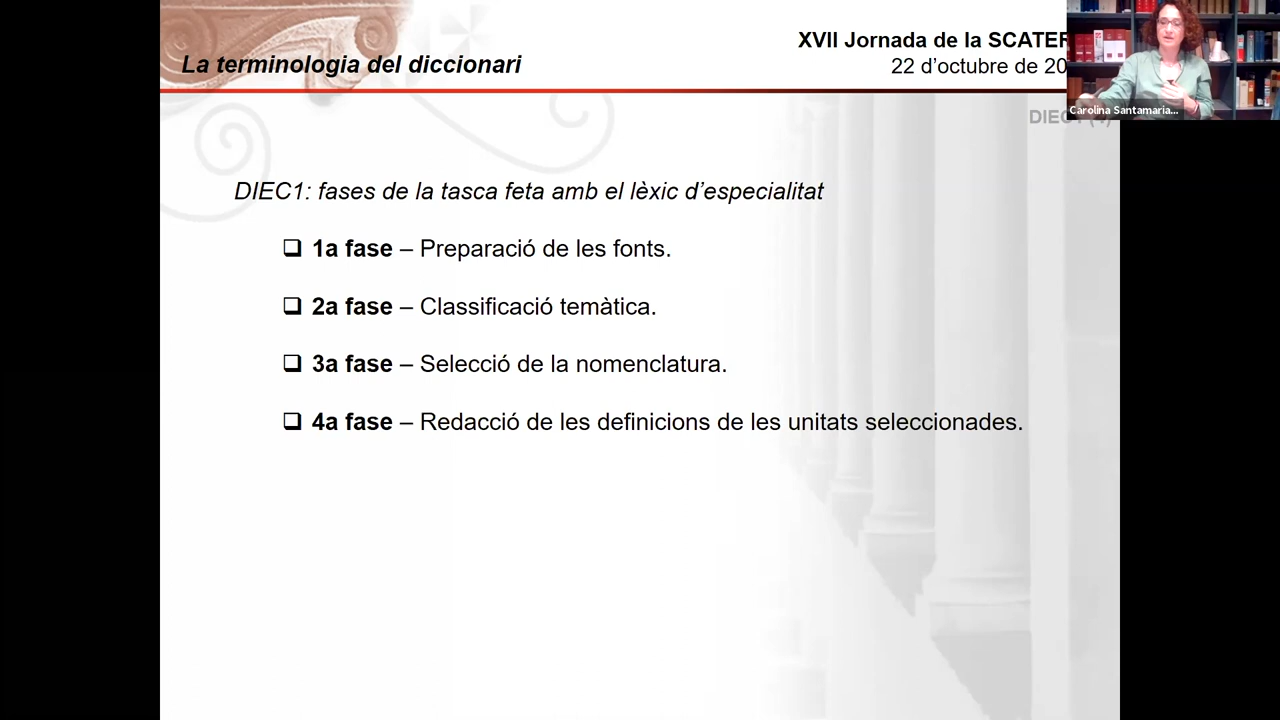 La terminologia del diccionari
XVII Jornada de la
22 d’octubre de
Carolina Santamaria...
DIEC1: fases de la tasca feta amb el lèxic d’especialitat
❑ 1a fase – Preparació de les fonts.
❑ 2a fase – Classificació temàtica.
❑ 3a fase – Selecció de la nomenclatura.
❑ 4a fase – Redacció de les definicions de les unitats seleccionades.